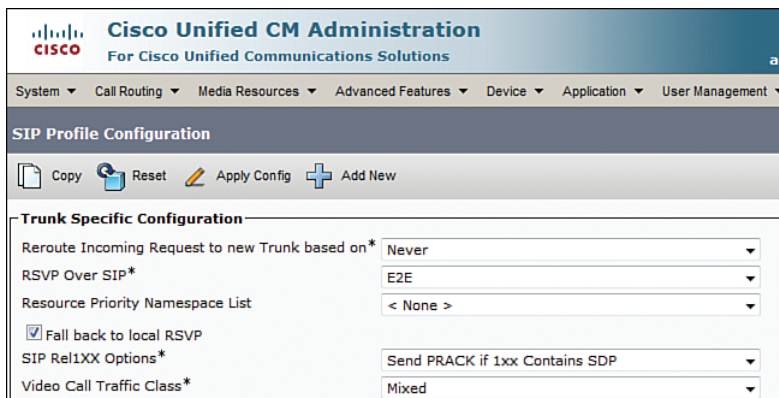 Cisco Unified CM Administration
CISCO
For Cisco Unified Communications Solutions
System Call Routing Media Resources Advanced Features Device Application User Management
SIP Profile Configuration
Copy Reset Apply Config Add New
Trunk Specific Configuration
Reroute Incoming Request to new Trunk based on* Never
RSVP Over SIP* E2E
Resource Priority Namespace List < None >
Fall back to local RSVP
SIP Rel1XX Options* Send PRACK if 1xx Contains SDP
Video Call Traffic Class* Mixed